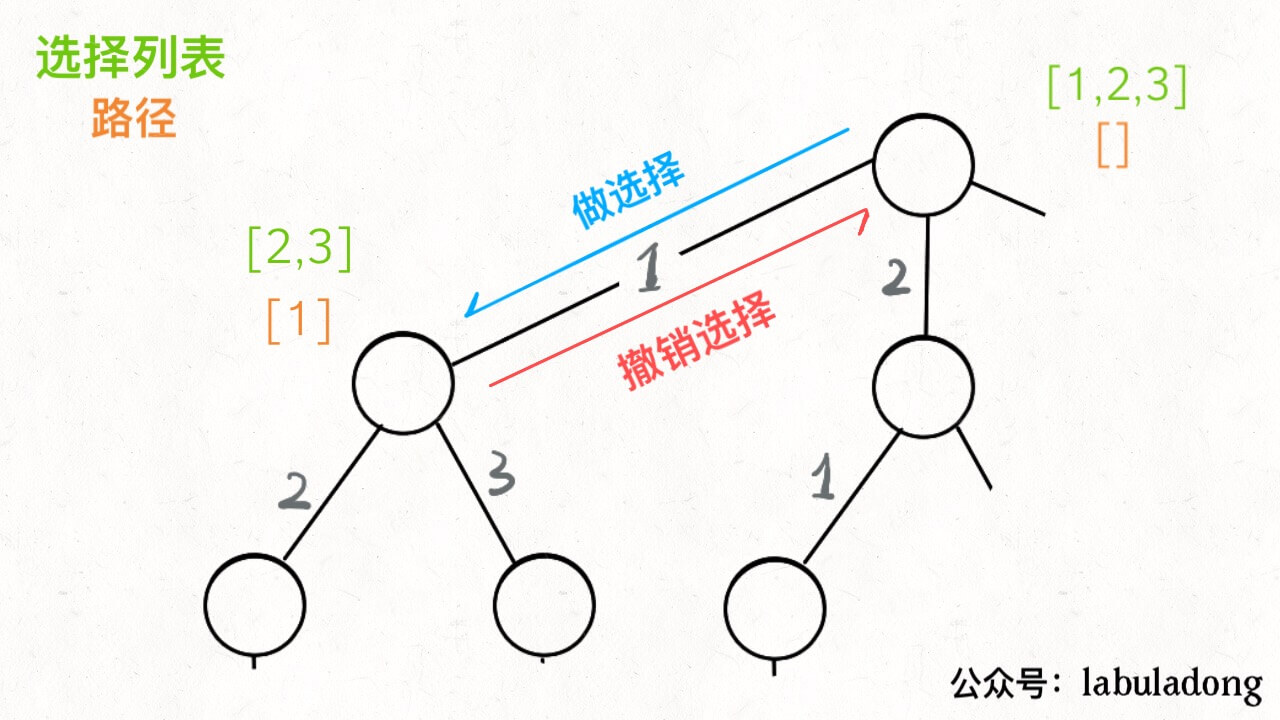 选择列表
路径
[1,2,3]
[]
做选择
1
撤销选择
2
[2,3]
[1]
2
3
1
公众号：labuladong